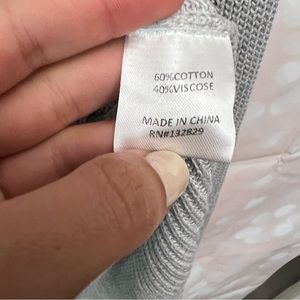 60%COTTON
40%VISCOSE
MADE IN CHINA
RN#132829